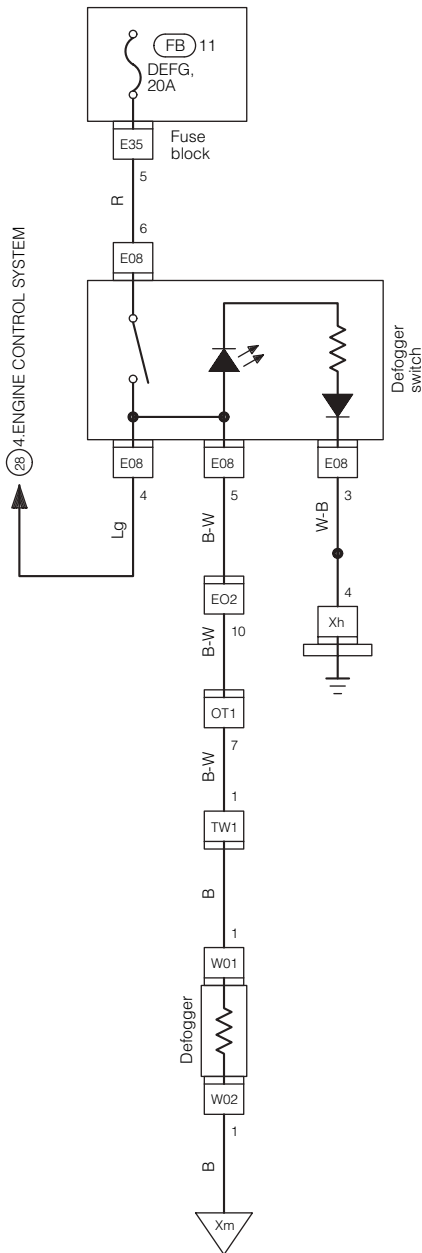 FB 11
DEFG,
20A
E35
Fuse
block
5
R
6
E08
28 4.ENGINE CONTROL SYSTEM
Defogger
switch
E08
E08
E08
4
5
3
Lg
B-W
W-B
EO2
4
Xh
10
B-W
OT1
7
B-W
1
TW1
B
1
W01
Defogger
W02
1
B
Xm